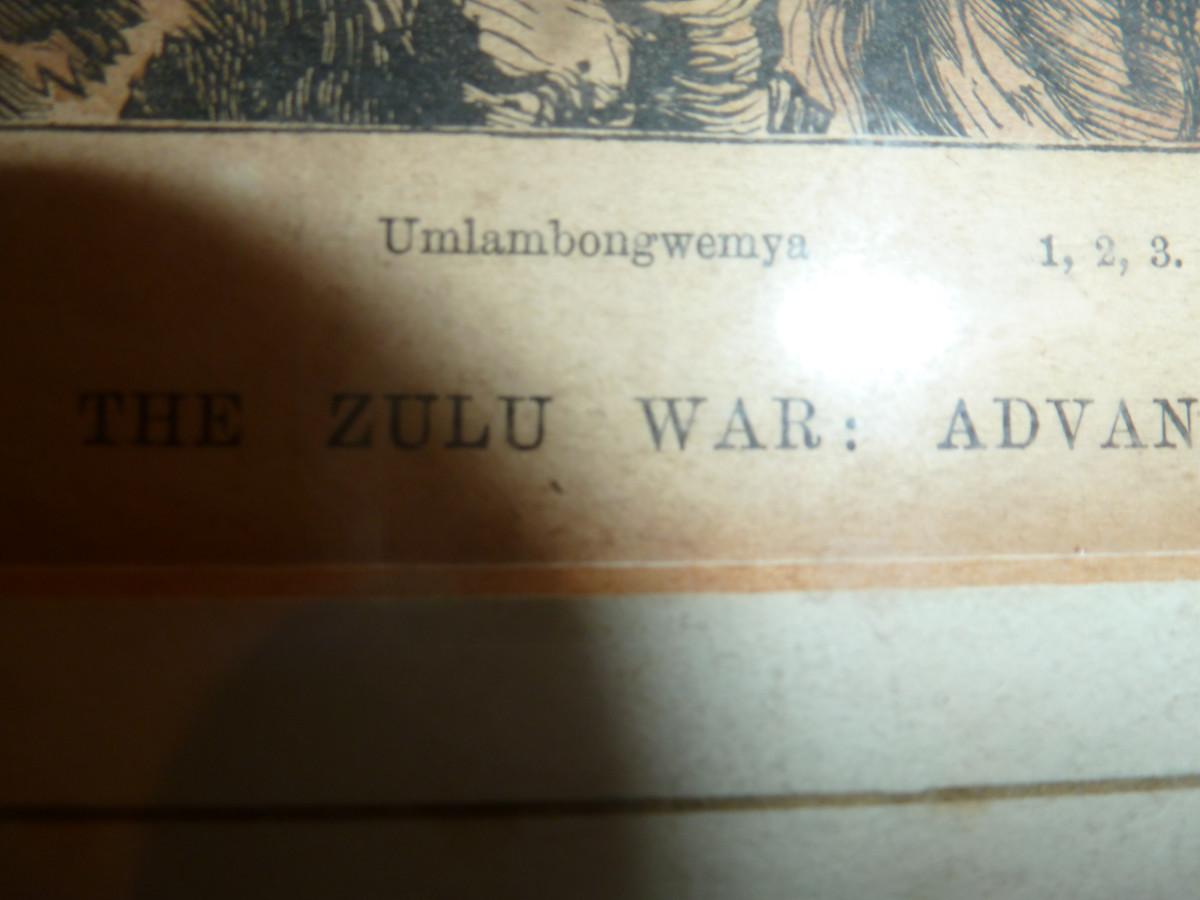 Umlambongwemya 1, 2, 3.
THE ZULU WAR: ADVAN